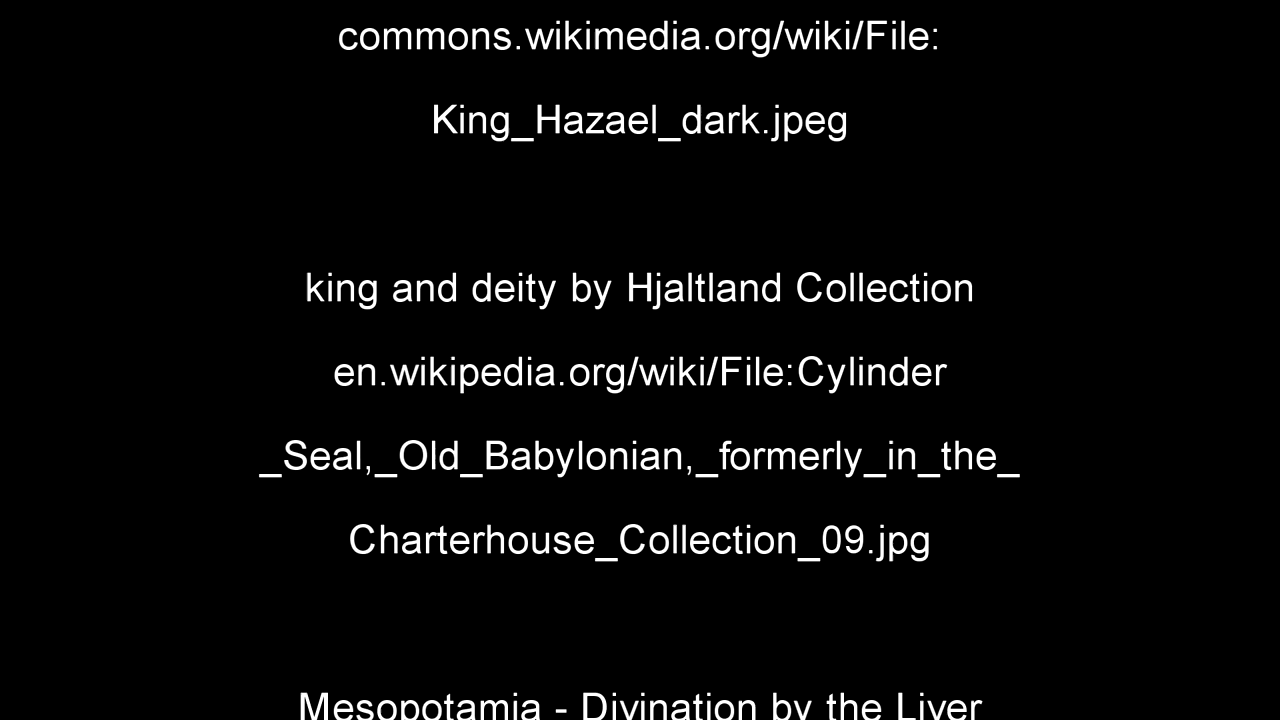 commons.wikimedia.org/wiki/File:
King_Hazael_dark.jpeg
king and deity by Hjaltland Collection
en.wikipedia.org/wiki/File:Cylinder
_Seal,_Old_Babylonian,_formerly_in_the_
Charterhouse_Collection_09.jpg
Mesopotamia - Divination by the Liver